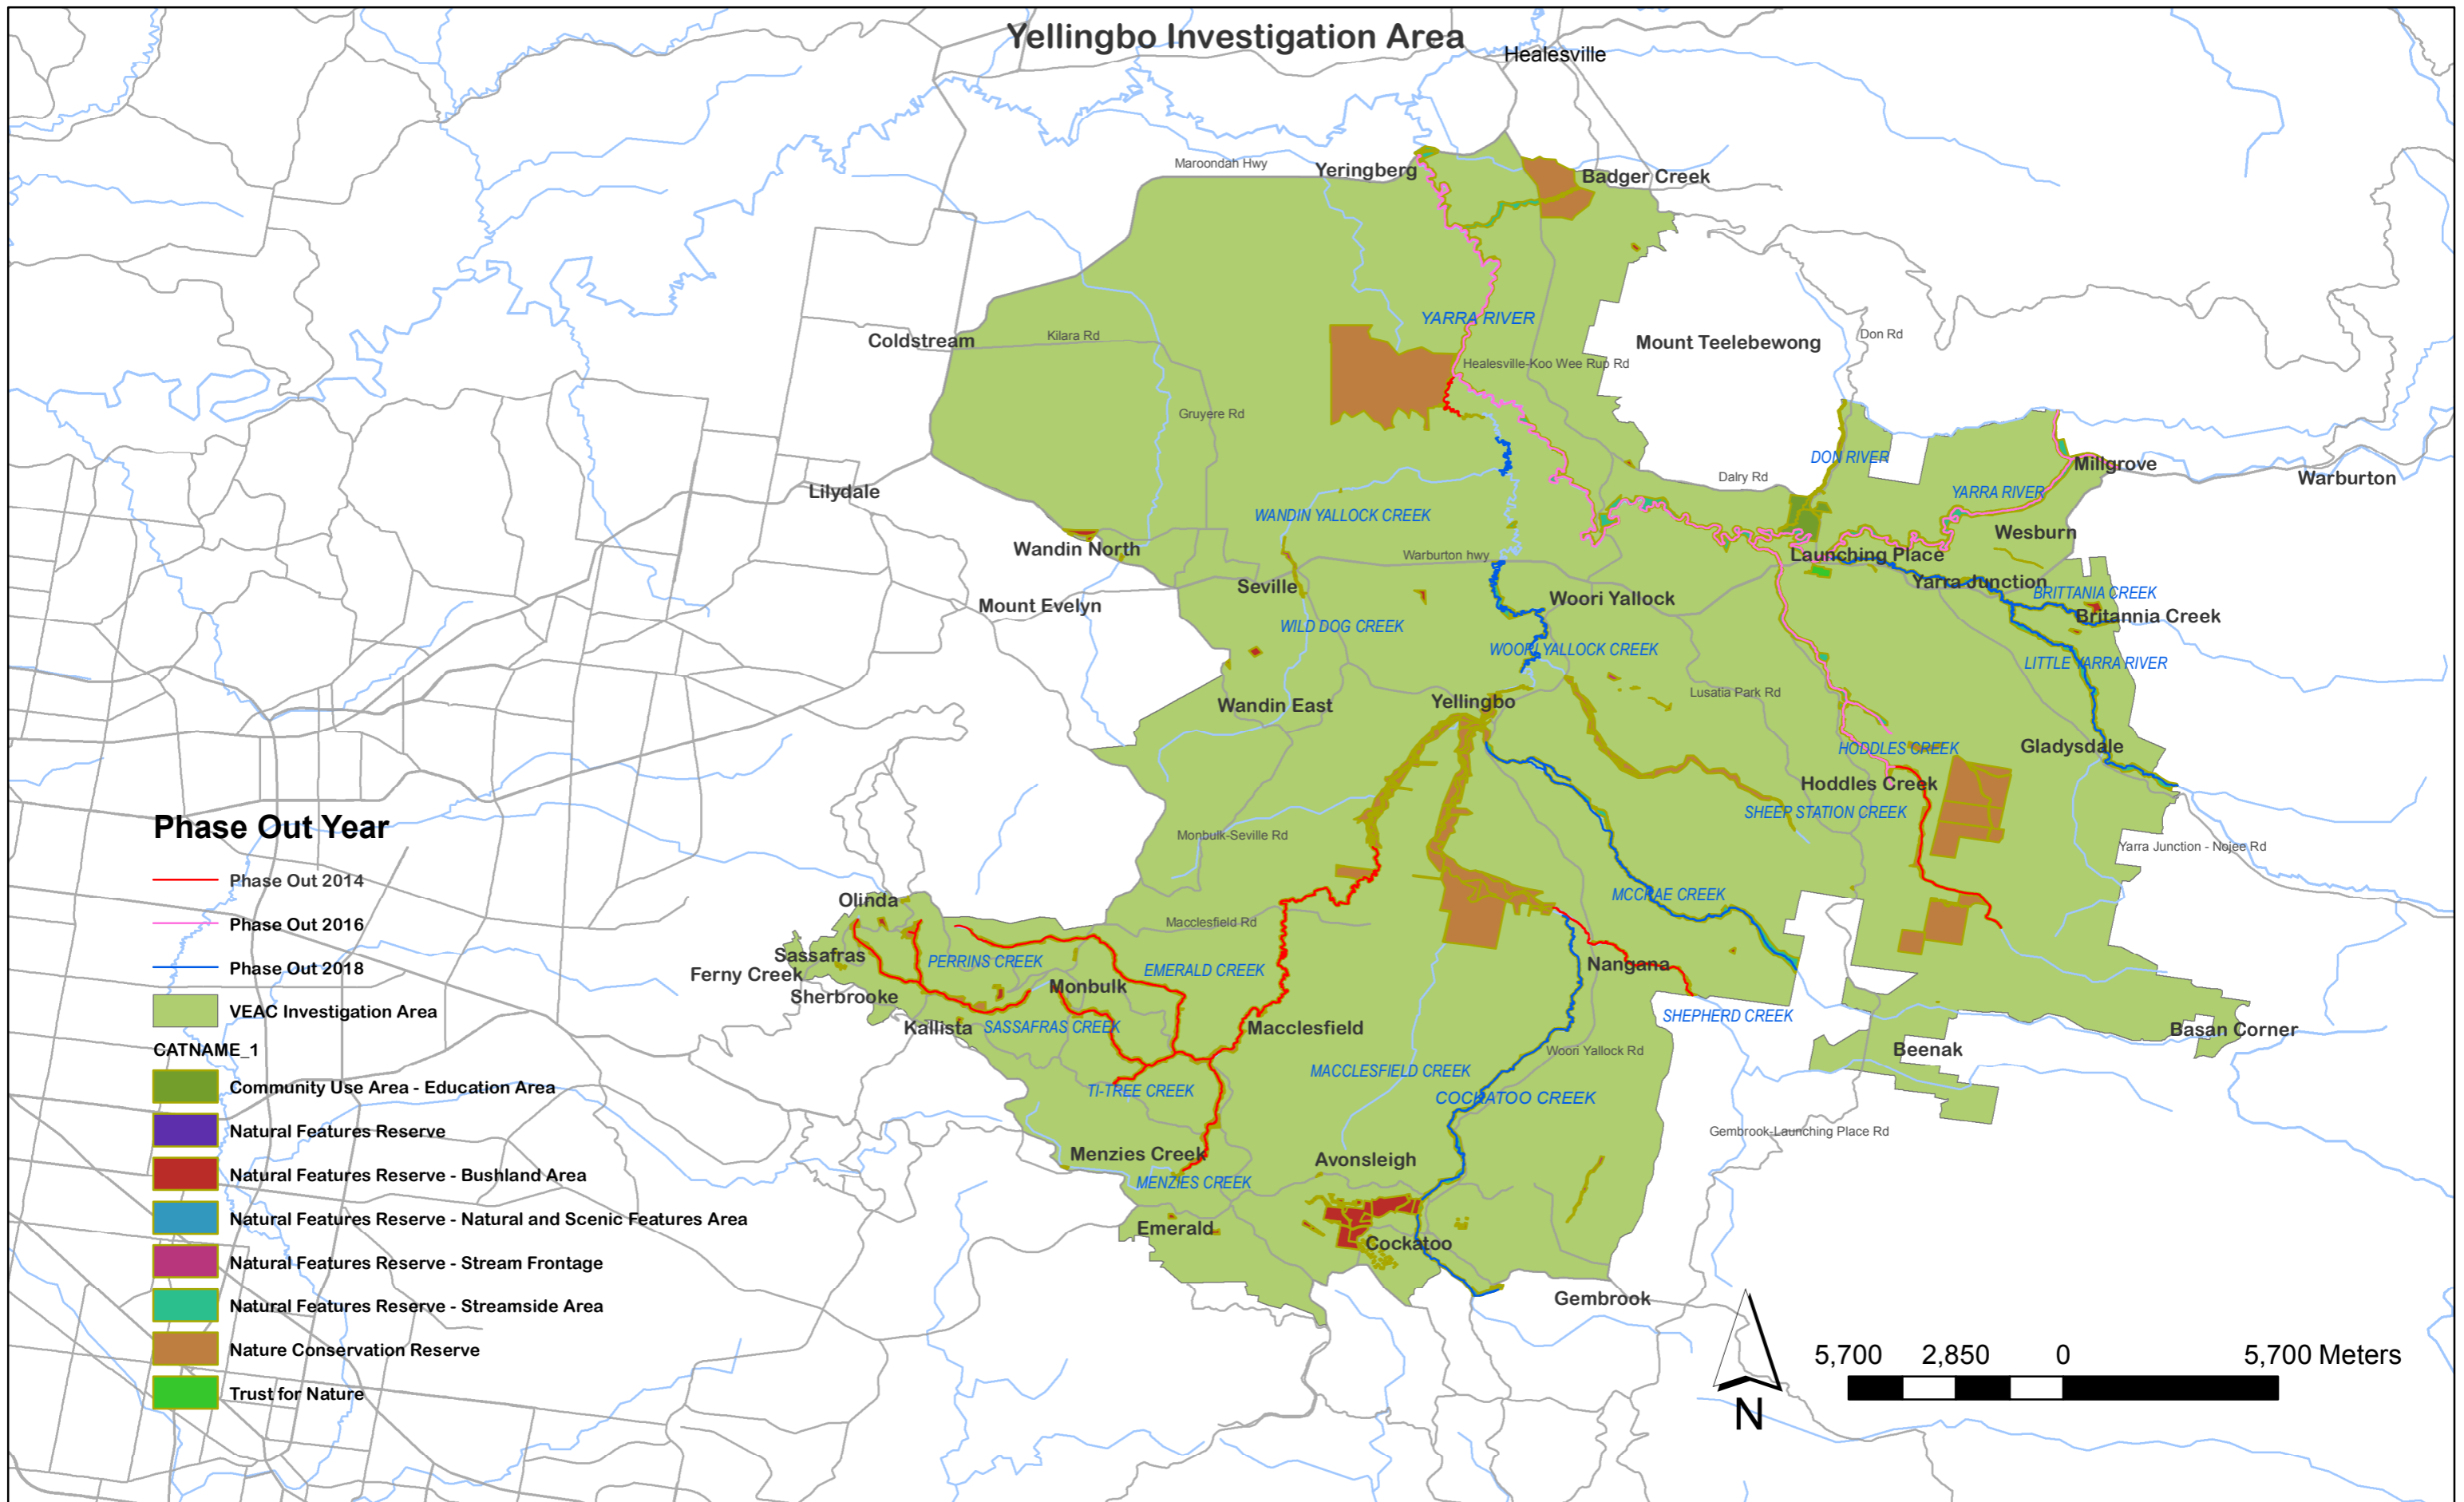 Yellingbo Investigation Area
Healesville
Maroondah Hwy
Yeringberg
Badger Creek
YARRA RIVER
Coldstream
Kilara Rd
Mount Teelebewong
Don Rd
Healesville-Koo Wee Rup Rd
Gruyere Rd
DON RIVER
Millgrove
Warburton
Dalry Rd
Lilydale
YARRA RIVER
WANDIN YALLOCK CREEK
Wesburn
Wandin North
Warburton hwy
Launching Place
Yarra Junction
Seville
BRITTANIA CREEK
Mount Evelyn
Woori Yallock
Britannia Creek
WILD DOG CREEK
WOORI YALLOCK CREEK
LITTLE YARRA RIVER
Lusatia Park Rd
Wandin East
Yellingbo
HODDLES CREEK
Gladysdale
Hoddles Creek
SHEEP STATION CREEK
Monbulk-Seville Rd
Yarra Junction - Nojee Rd
MCCRAE CREEK
Olinda
Macclesfield Rd
Sassafras
PERRINS CREEK
EMERALD CREEK
Nangana
Ferny Creek
Sherbrooke
Monbulk
Kallista
SASSAFRAS CREEK
Macclesfield
SHEPHERD CREEK
Basan Corner
Woori Yallock Rd
Beenak
MACCLESFIELD CREEK
TI-TREE CREEK
COCKATOO CREEK
Gembrook-Launching Place Rd
Menzies Creek
Avonsleigh
MENZIES CREEK
Emerald
Cockatoo
Gembrook
Phase Out Year
Phase Out 2014
Phase Out 2016
Phase Out 2018
VEAC Investigation Area
CATNAME_1
Community Use Area - Education Area
Natural Features Reserve
Natural Features Reserve - Bushland Area
Natural Features Reserve - Natural and Scenic Features Area
Natural Features Reserve - Stream Frontage
Natural Features Reserve - Streamside Area
Nature Conservation Reserve
Trust for Nature
5,700 2,850 0 5,700 Meters
N